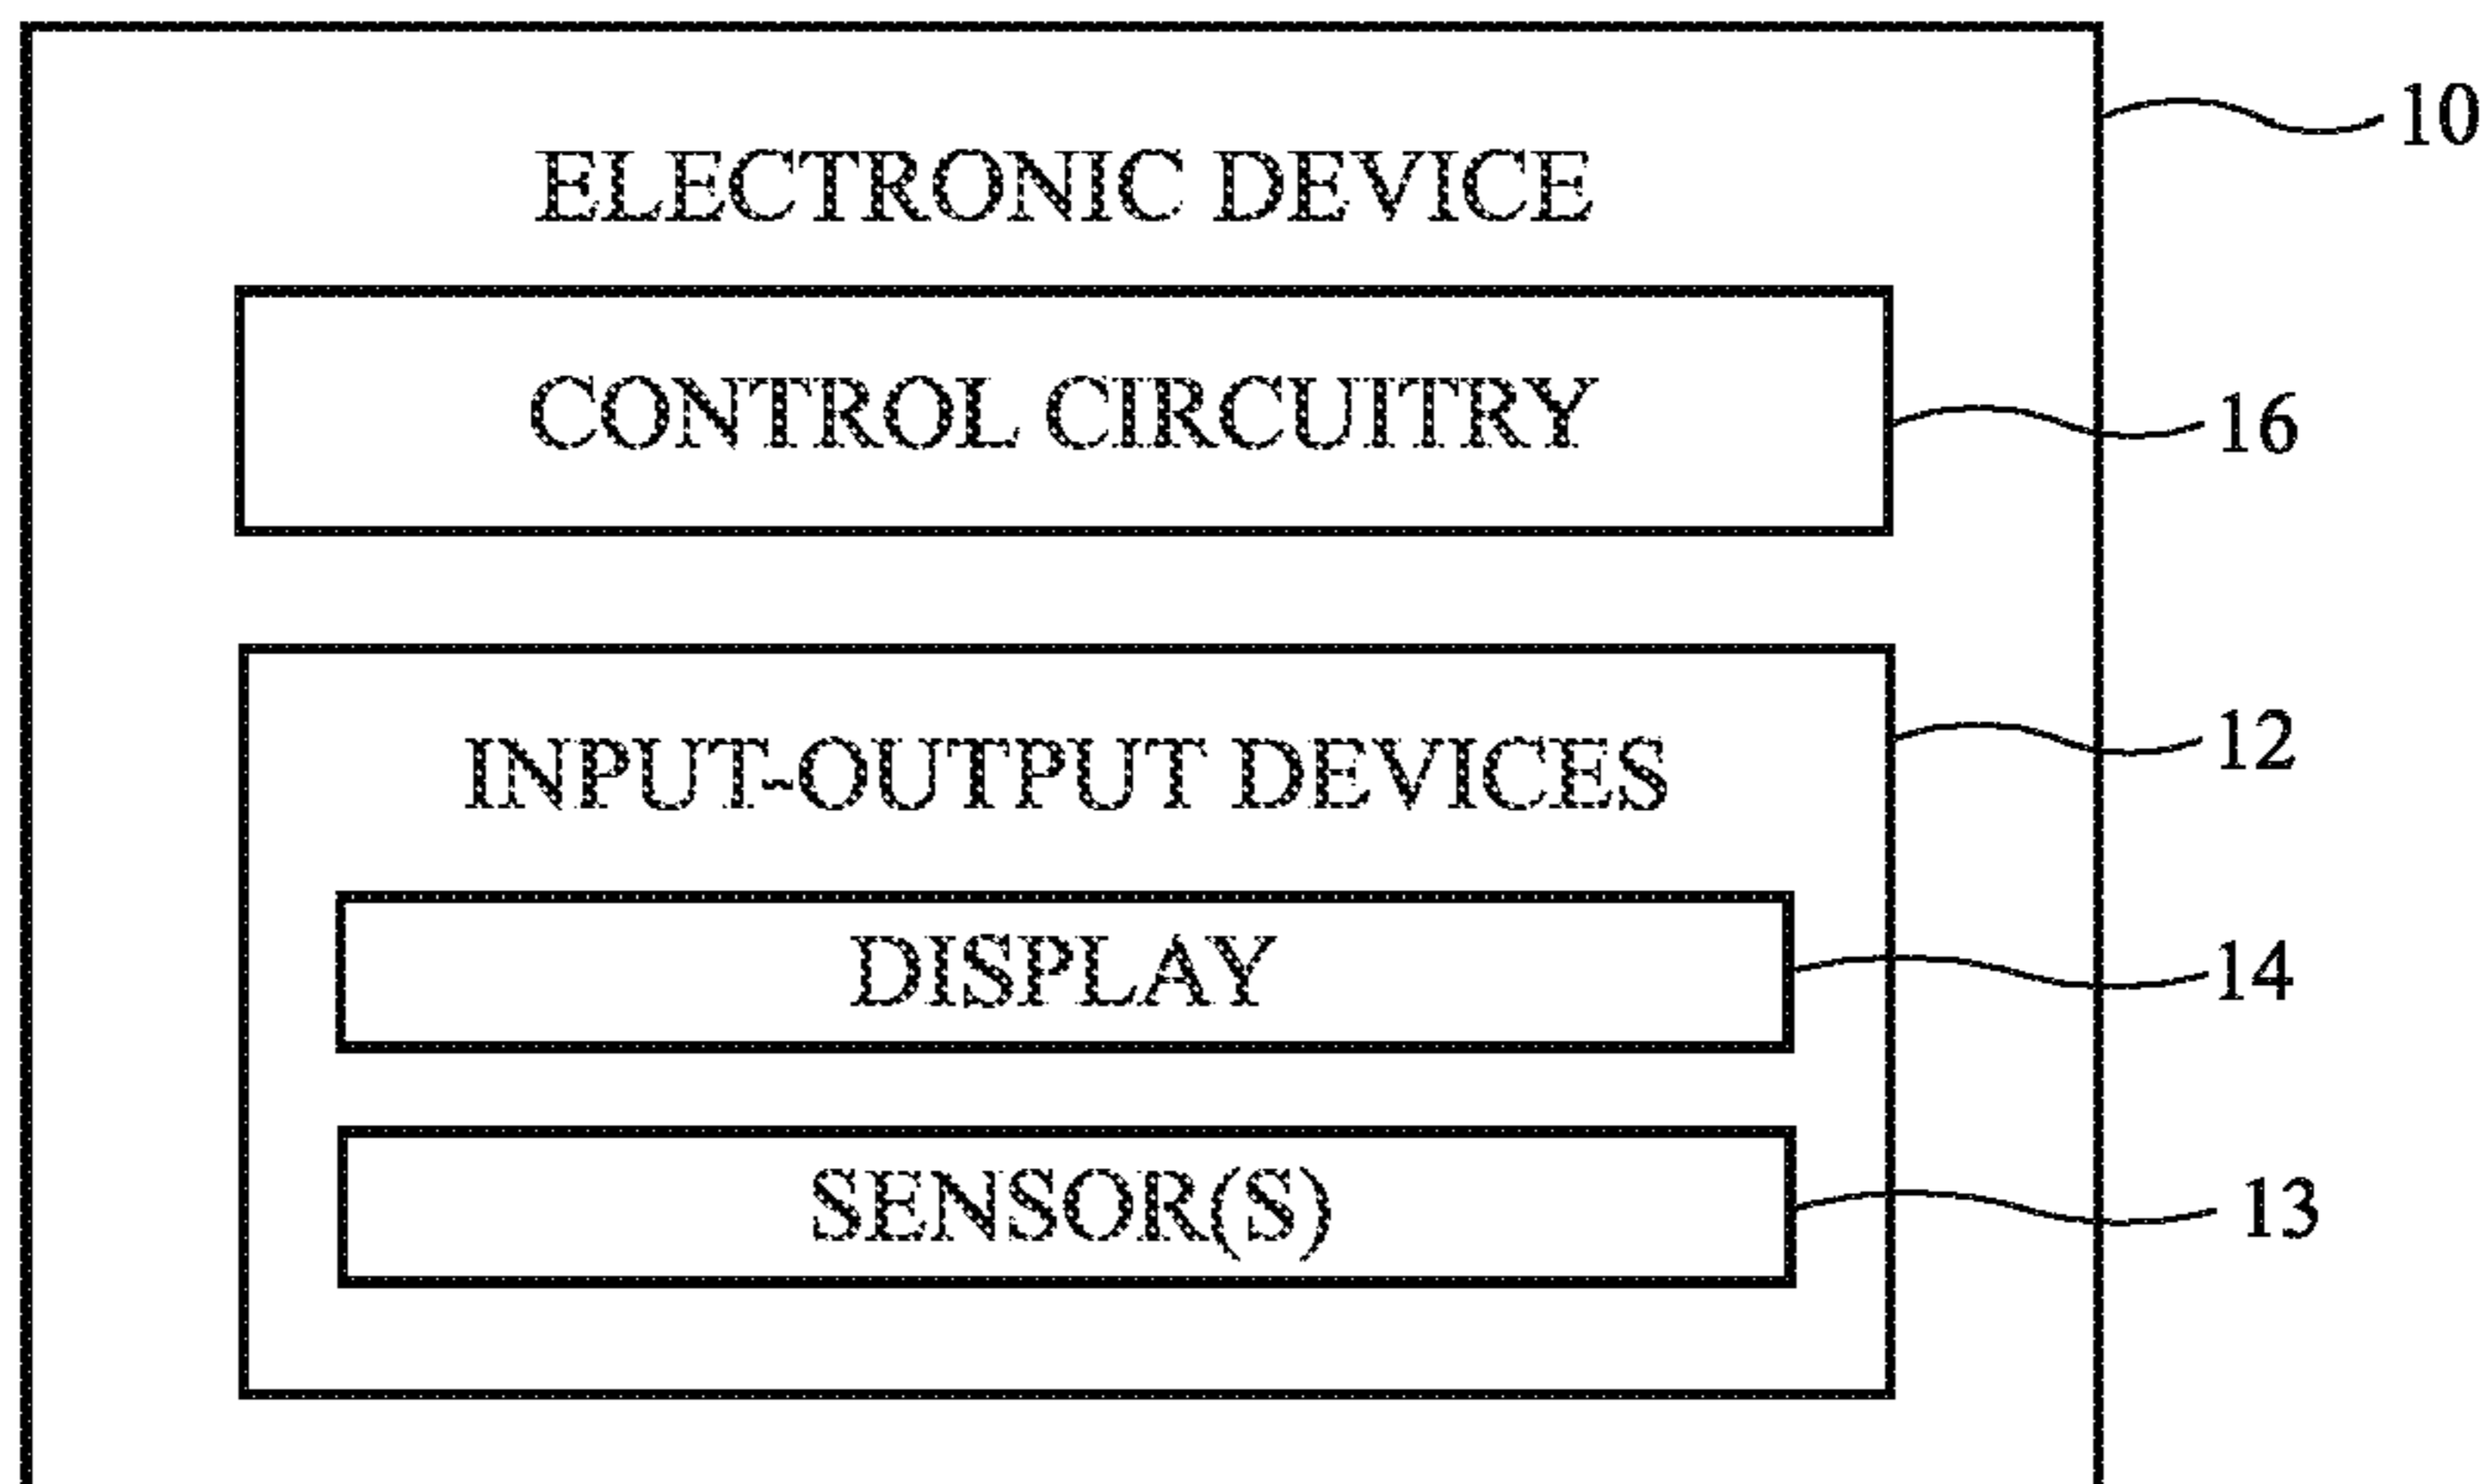 10
ELECTRONIC DEVICE
CONTROL CIRCUITRY
16
INPUT-OUTPUT DEVICES
12
DISPLAY
14
SENSOR(S)
13